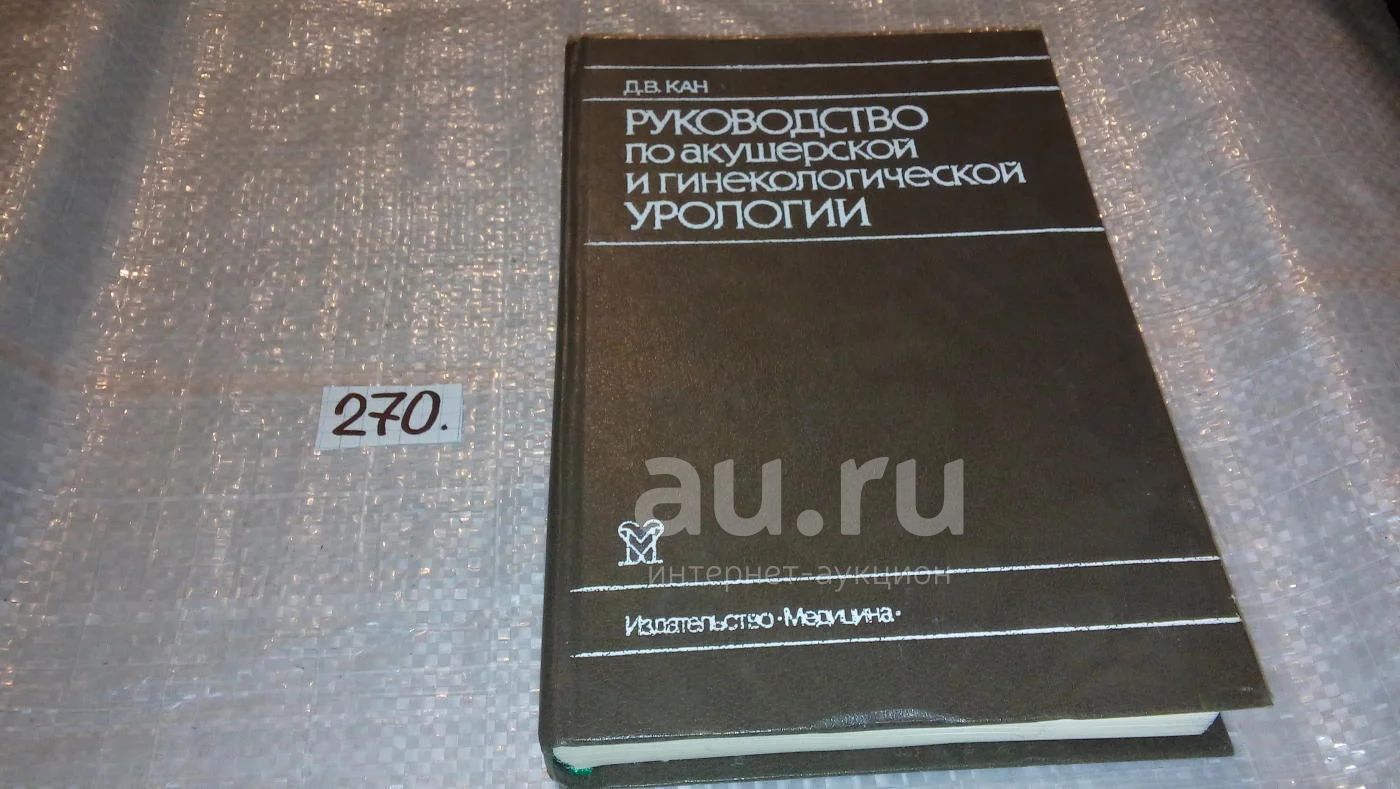 Д.В. КАН
РУКОВОДСТВО
ПО АКУШЕРСКОЙ
И ГИНЕКОЛОГИЧЕСКОЙ
УРОЛОГИИ
270.
au.ru
интернет-аукцион
Издательство·Медицина·